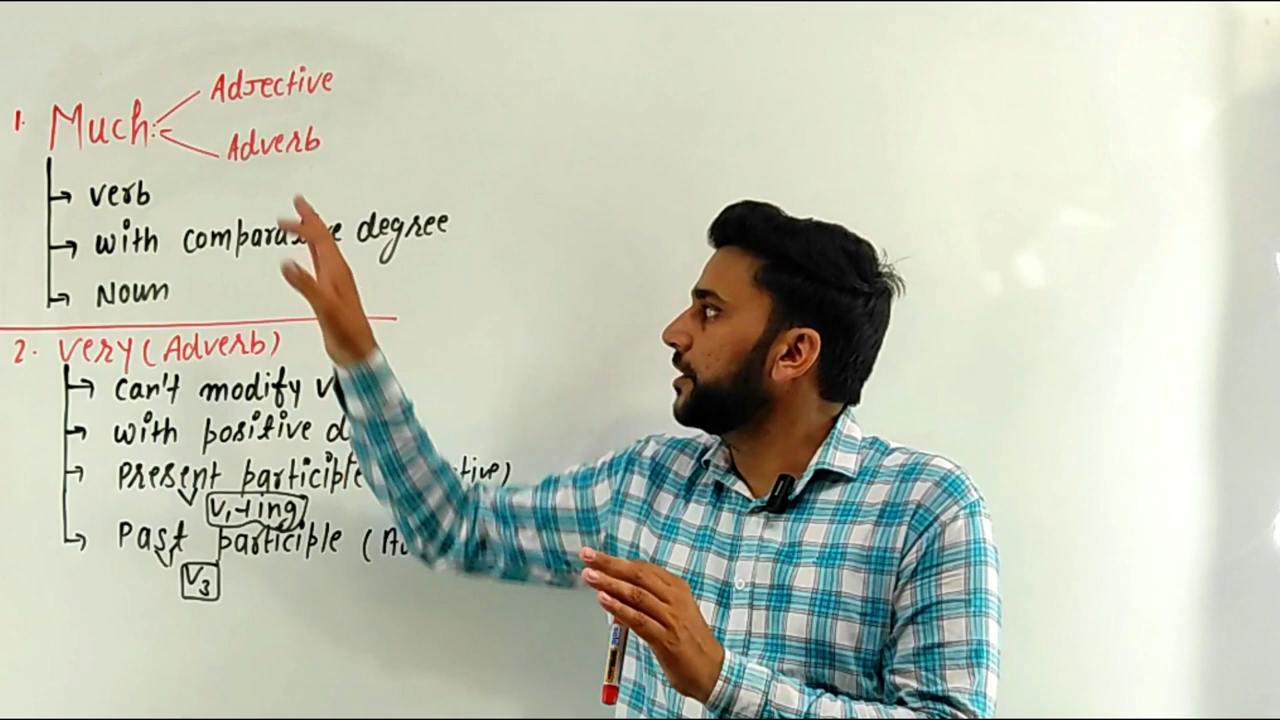 1. Much:
Adjective
Adverb
→ verb
→ with degree
→ Noun
2. very (Adverb)
→ can't modify
→ with positive
→ present participle
V₁+ing
→ Past participle
V₃